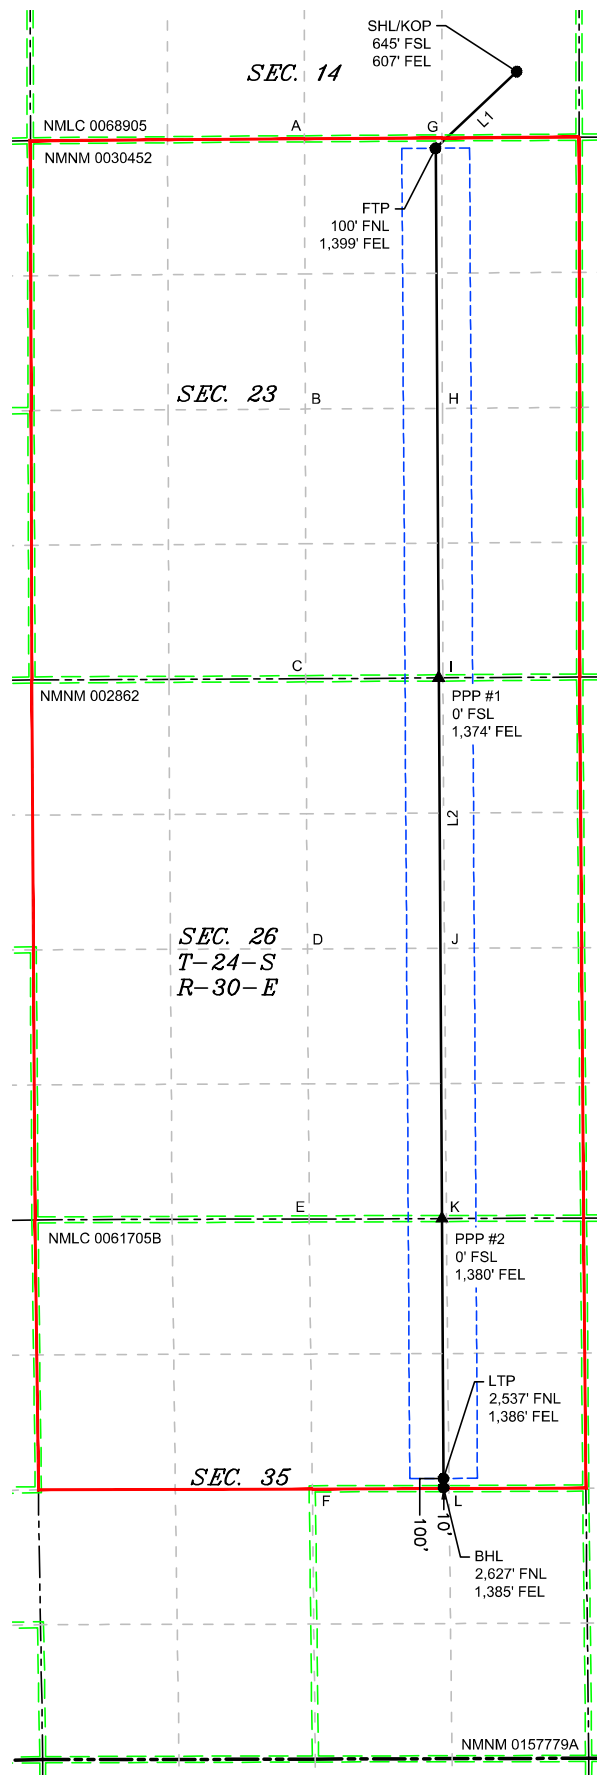 SHL/KOP
645' FSL
607' FEL
SEC. 14
L1
NMLC 0068905
A
G
NMNM 0030452
FTP
100' FNL
1,399' FEL
SEC. 23
B
H
C
I
NMNM 002862
PPP #1
0' FSL
1,374' FEL
L2
SEC. 26
T-24-S
R-30-E
D
J
E
K
NMLC 0061705B
PPP #2
0' FSL
1,380' FEL
LTP
2,537' FNL
1,386' FEL
SEC. 35
F
L
100'
10'
BHL
2,627' FNL
1,385' FEL
NMNM 0157779A